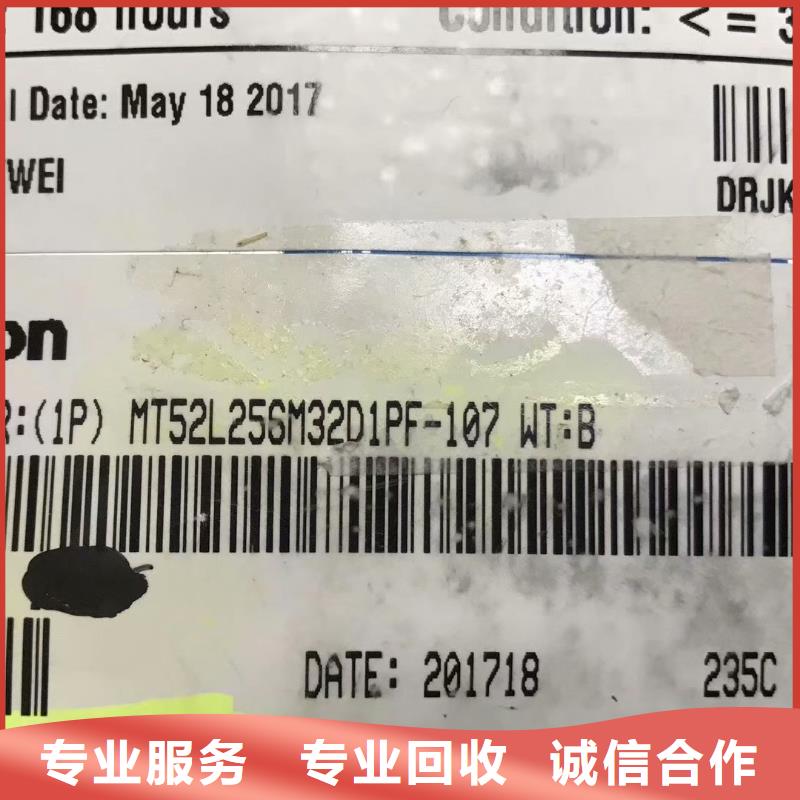 168 hours Condition: <= 3
l Date: May 18 2017
WEI
DRJK
on
R:(1P) MT52L256M32D1PF-107 WT:B
DATE: 201718 235C
专业服务 专业回收 诚信合作